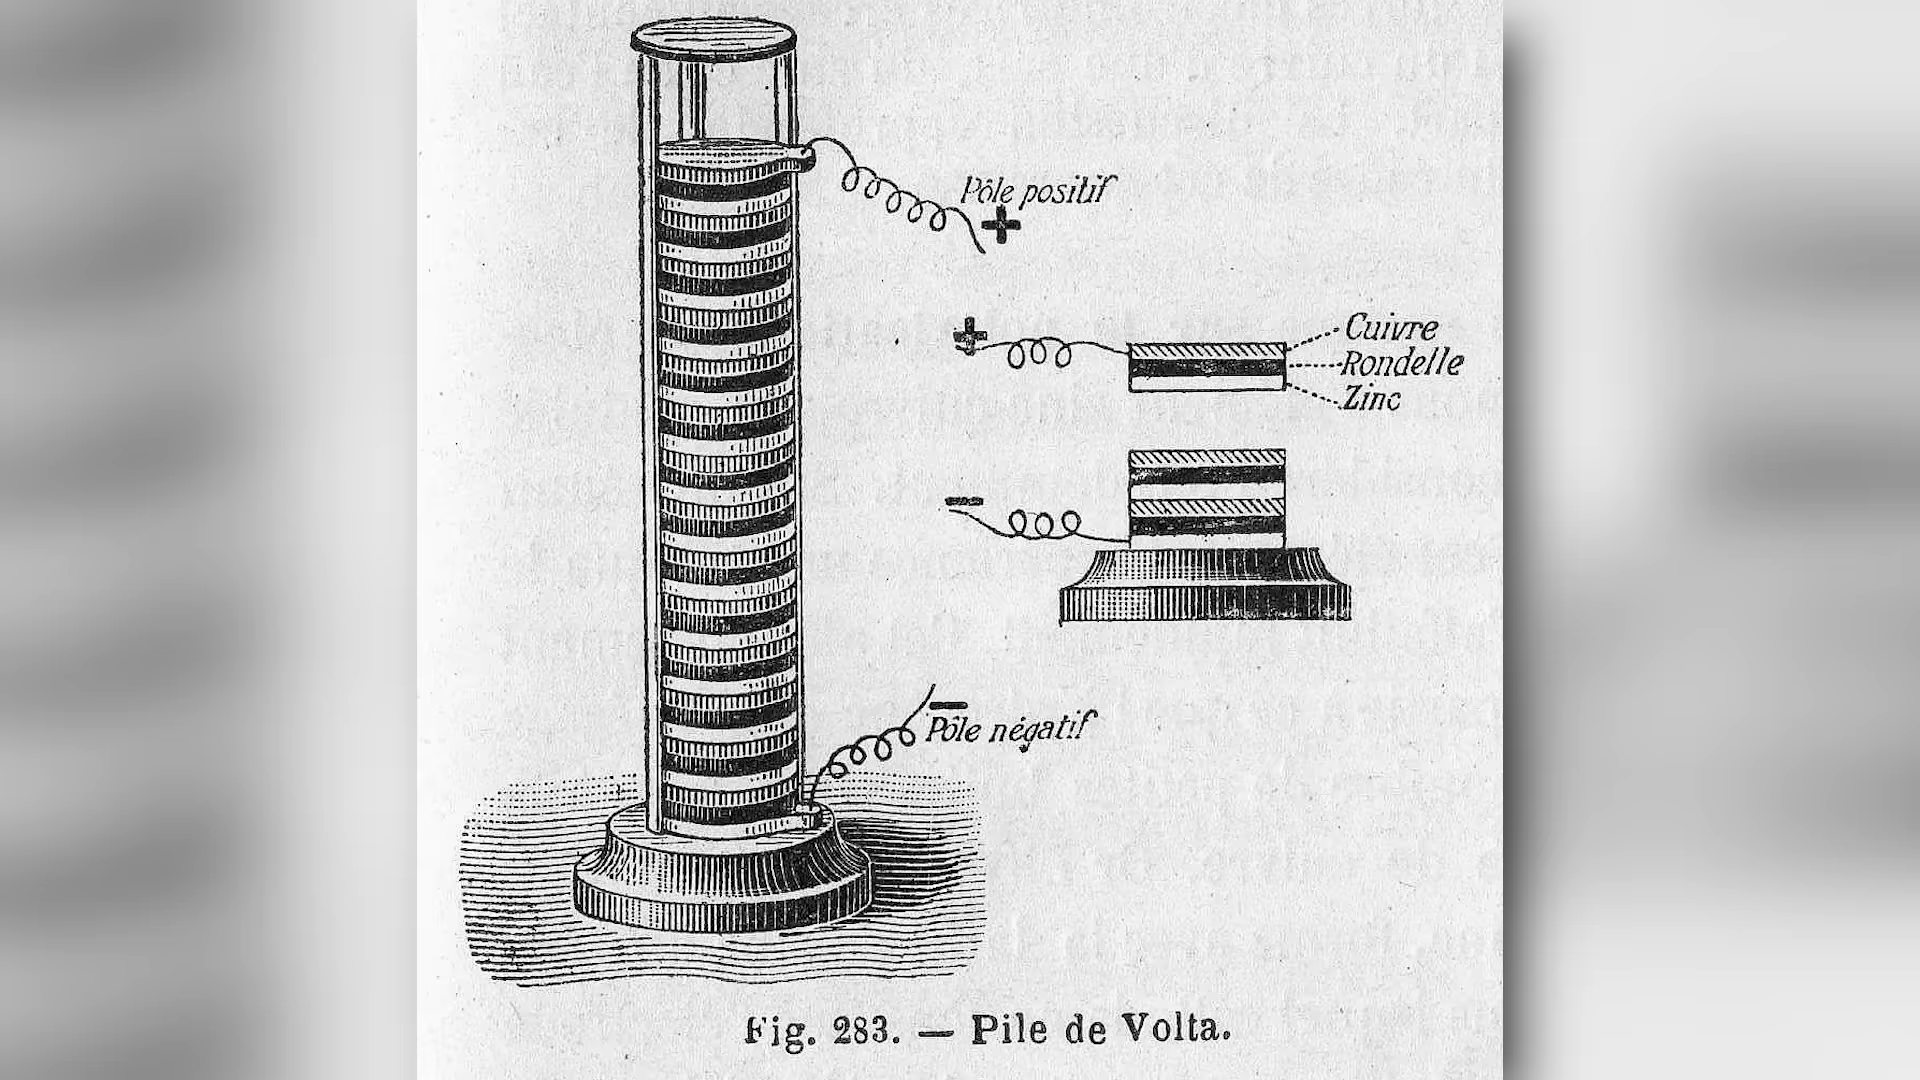 Pôle positif
+
+
Cuivre
Rondelle
Zinc
−
−
Pôle négatif
Fig. 283. — Pile de Volta.